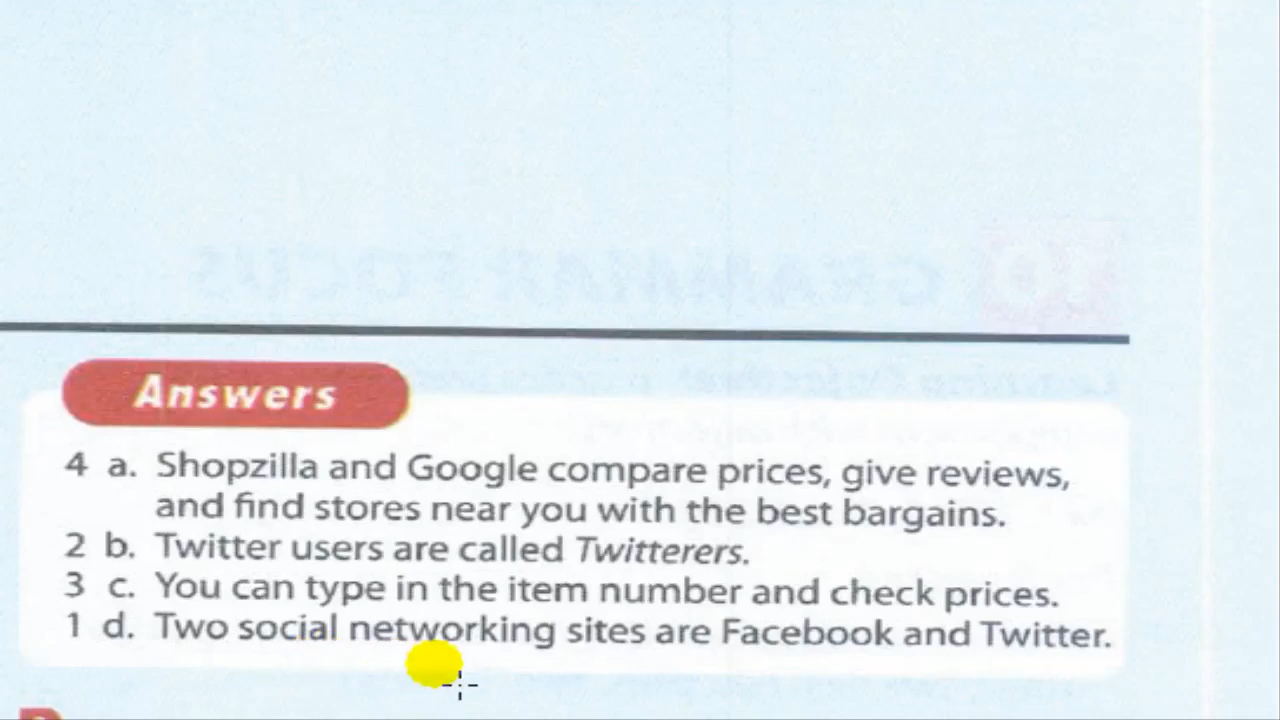 Answers
4 a. Shopzilla and Google compare prices, give reviews,
and find stores near you with the best bargains.
2 b. Twitter users are called Twitterers.
3 c. You can type in the item number and check prices.
1 d. Two social networking sites are Facebook and Twitter.